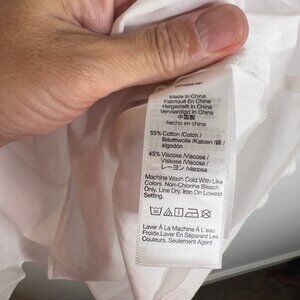 Made in China
Fabriqué En Chine
Hergestellt In China
Vervaardigd In China
中国製
hecho en china
55% Cotton /Coton /
Baumwolle /Katoen / 綿 /
algodón
45% Viscose /Viscose /
Viskose /Viscose /
レーヨン /viscosa
Machine Wash Cold With Like
Colors. Non-Chlorine Bleach
Only. Line Dry. Iron On Lowest
Setting.
Laver À La Machine À L'eau
Froide.Laver En Séparant Les
Couleurs. Seulement Agent